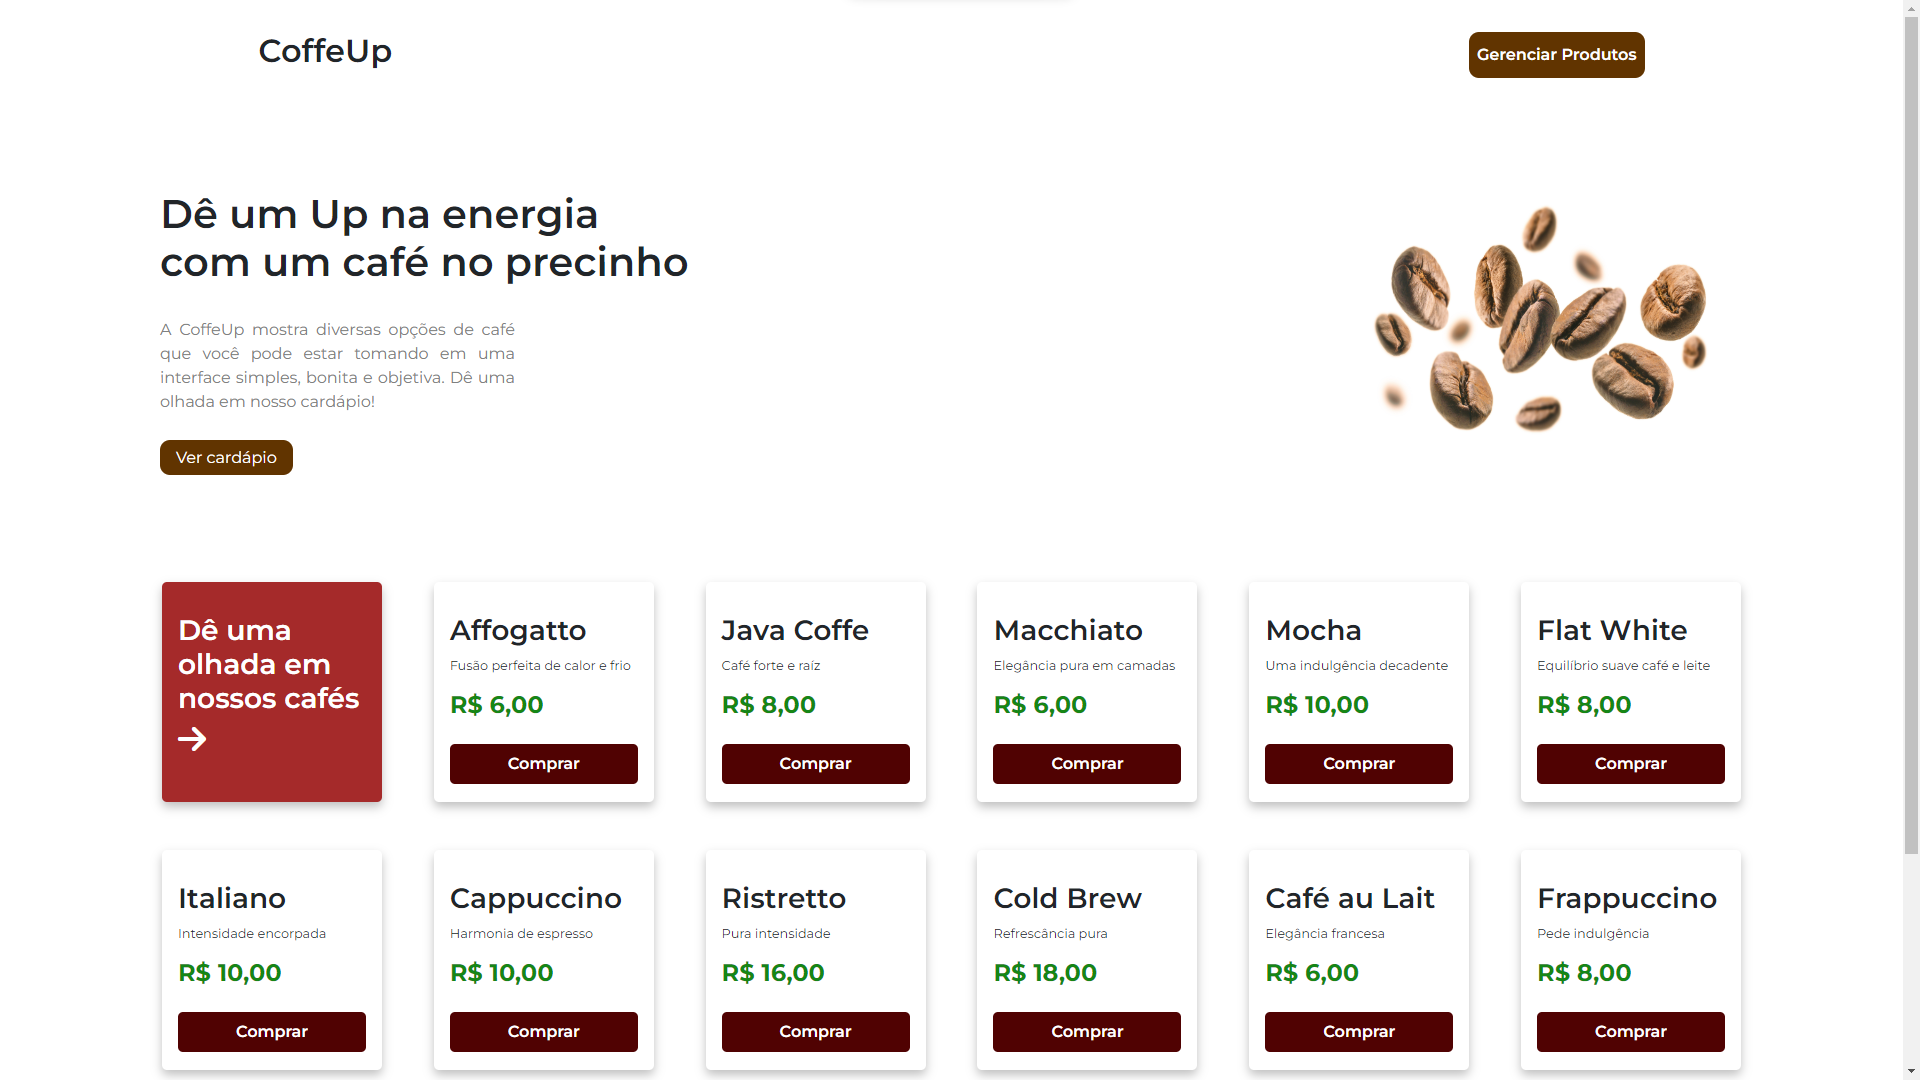 CoffeUp
Gerenciar Produtos
Dê um Up na energia
com um café no precinho
A CoffeUp mostra diversas opções de café
que você pode estar tomando em uma
interface simples, bonita e objetiva. Dê uma
olhada em nosso cardápio!
Ver cardápio
Dê uma
olhada em
nossos cafés
Affogatto
Fusão perfeita de calor e frio
R$ 6,00
Comprar
Java Coffe
Café forte e raíz
R$ 8,00
Comprar
Macchiato
Elegância pura em camadas
R$ 6,00
Comprar
Mocha
Uma indulgência decadente
R$ 10,00
Comprar
Flat White
Equilíbrio suave café e leite
R$ 8,00
Comprar
Italiano
Intensidade encorpada
R$ 10,00
Comprar
Cappuccino
Harmonia de espresso
R$ 10,00
Comprar
Ristretto
Pura intensidade
R$ 16,00
Comprar
Cold Brew
Refrescância pura
R$ 18,00
Comprar
Café au Lait
Elegância francesa
R$ 6,00
Comprar
Frappuccino
Pede indulgência
R$ 8,00
Comprar